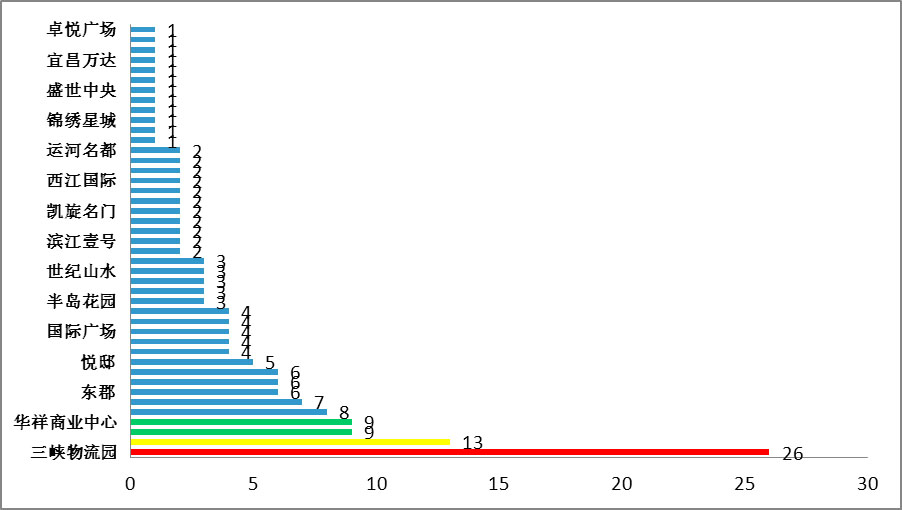 卓悦广场 1
1
1
宜昌万达 1
1
1
盛世中央 1
1
1
锦绣星城 1
1
1
运河名都 2
2
2
西江国际 2
2
2
凯旋名门 2
2
2
滨江壹号 2
2
3
世纪山水 3
3
3
半岛花园 3
4
4
国际广场 4
4
4
悦邸 5
6
6
东郡 6
7
8
华祥商业中心 9
9
13
三峡物流园 26
0 5 10 15 20 25 30